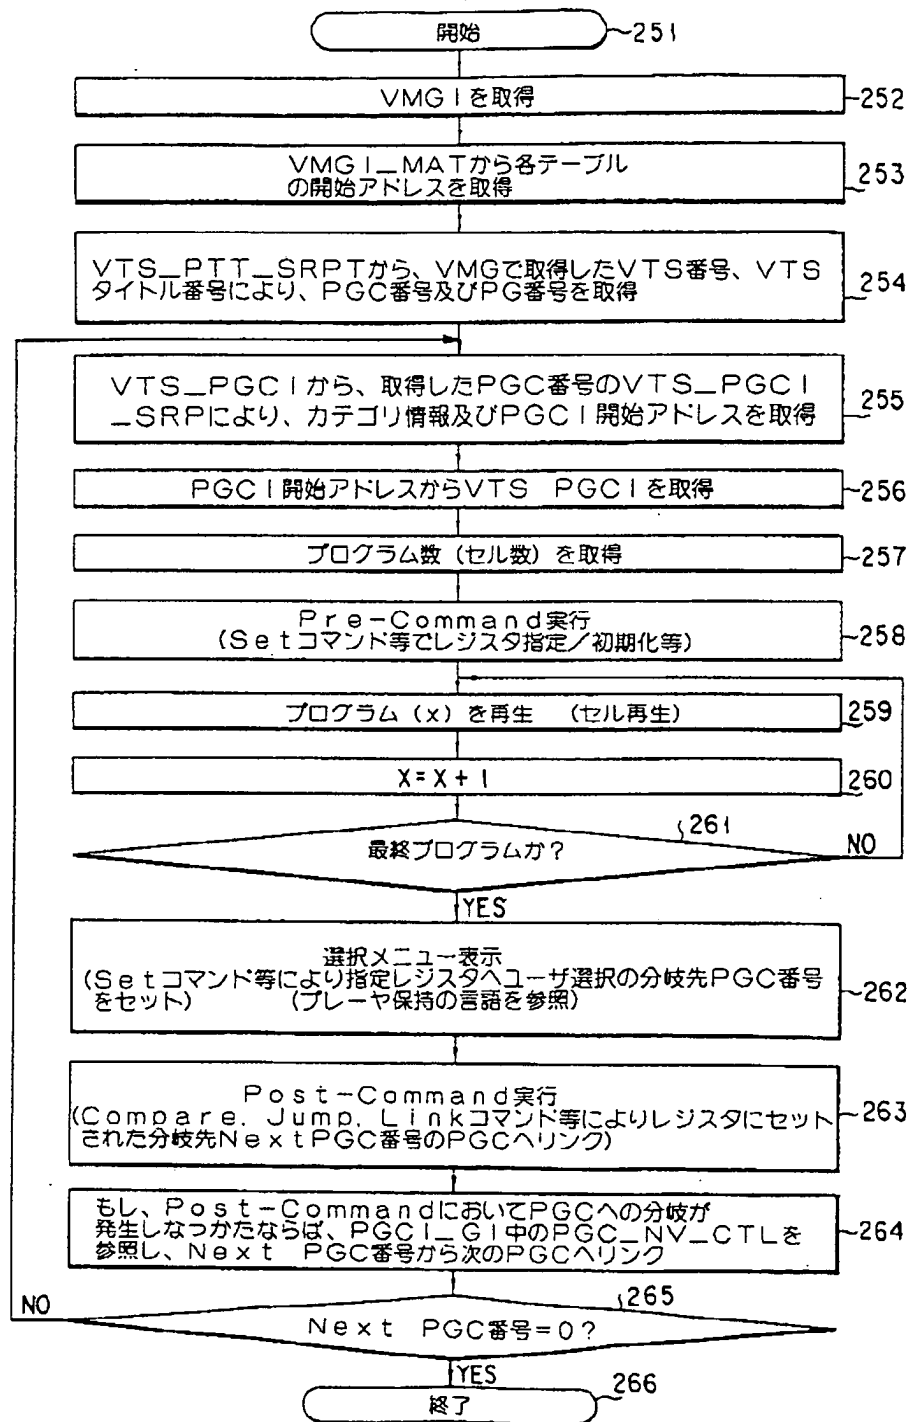 開始 251
VMGIを取得 252
VMGI_MATから各テーブル
の開始アドレスを取得 253
VTS_PTT_SRPTから、VMGで取得したVTS番号、VTS
タイトル番号により、PGC番号及びPG番号を取得 254
VTS_PGCIから、取得したPGC番号のVTS_PGCI
_SRPにより、カテゴリ情報及びPGCI開始アドレスを取得 255
PGCI開始アドレスからVTS PGCIを取得 256
プログラム数(セル数)を取得 257
Pre-Command実行
(Setコマンド等でレジスタ指定/初期化等) 258
プログラム(x)を再生 (セル再生) 259
X=X+1 260
261
最終プログラムか? NO
YES
選択メニュー表示
(Setコマンド等により指定レジスタへユーザ選択の分岐先PGC番号
をセット) (プレーヤ保持の言語を参照) 262
Post-Command実行
(Compare, Jump, Linkコマンド等によりレジスタにセット
された分岐先NextPGC番号のPGCへリンク) 263
もし、Post-CommandにおいてPGCへの分岐が
発生しなつかたならば、PGCI_GI中のPGC_NV_CTLを
参照し、Next PGC番号から次のPGCへリンク 264
265
NO Next PGC番号=0?
YES
終了 266